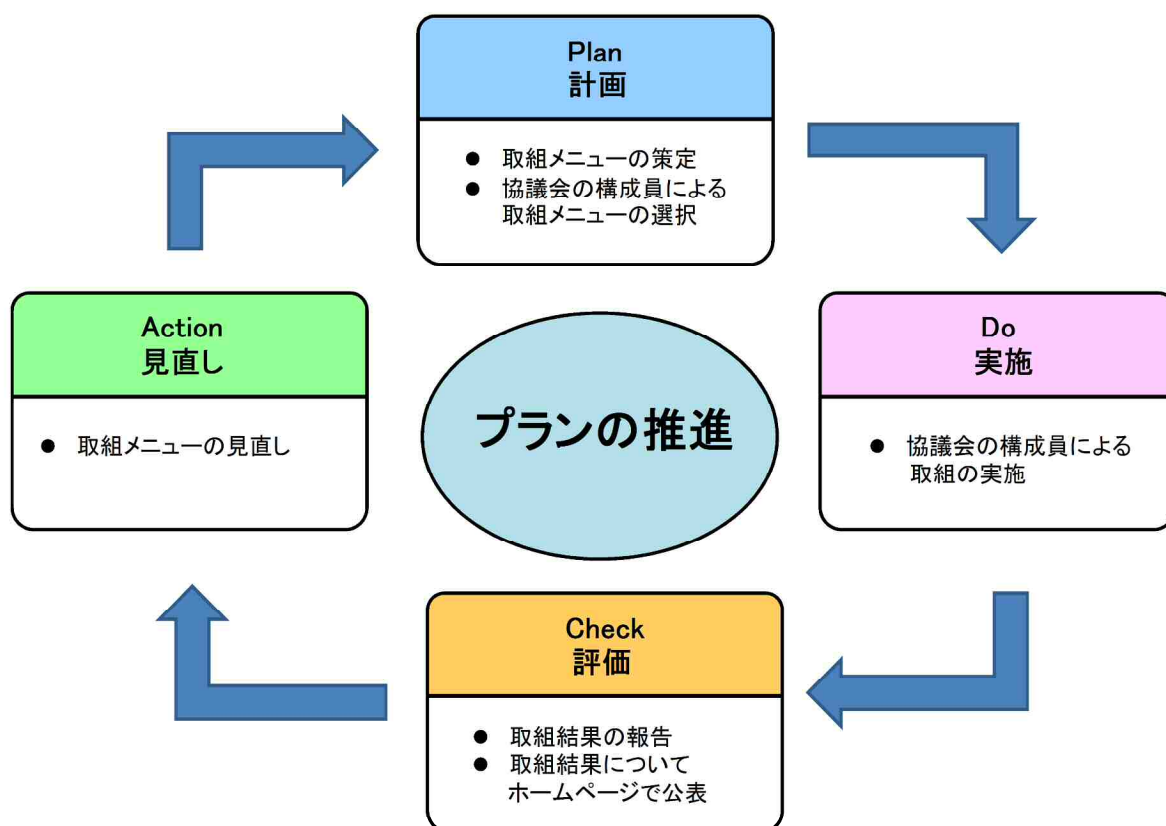 Plan
計画
● 取組メニューの策定
● 協議会の構成員による
取組メニューの選択
Action
見直し
● 取組メニューの見直し
プランの推進
Do
実施
● 協議会の構成員による
取組の実施
Check
評価
● 取組結果の報告
● 取組結果について
ホームページで公表